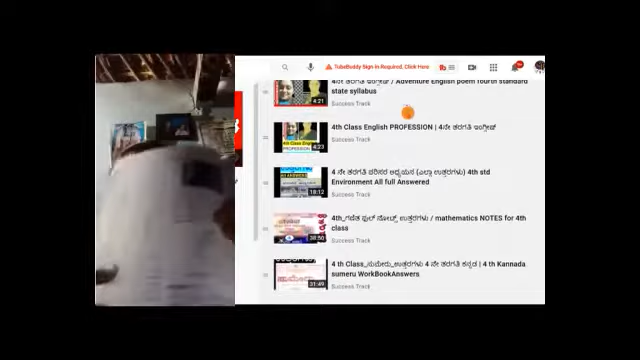 TubeBuddy Sign in Required, Click Here
4ನೇ ತರಗತಿ ಇಂಗ್ಲೀಷ್ / Adventure English poem fourth standard
state syllabus
4:21
Success Track
4th Class English PROFESSION | 4ನೇ ತರಗತಿ ಇಂಗ್ಲೀಷ್
4:23
Success Track
4 ನೇ ತರಗತಿ ಪರಿಸರ ಅಧ್ಯಯನ (ಎಲ್ಲಾ ಉತ್ತರಗಳು) 4th std
Environment All full Answered
18:12
Success Track
4th_ಗಣಿತ ಫುಲ್ ನೋಟ್ಸ್ ಉತ್ತರಗಳು / mathematics NOTES for 4th
class
38:50
Success Track
4 th Class_ಸುಮೇರು_ಉತ್ತರಗಳು 4 ನೇ ತರಗತಿ ಕನ್ನಡ | 4 th Kannada
sumeru WorkBookAnswers
31:49
Success Track